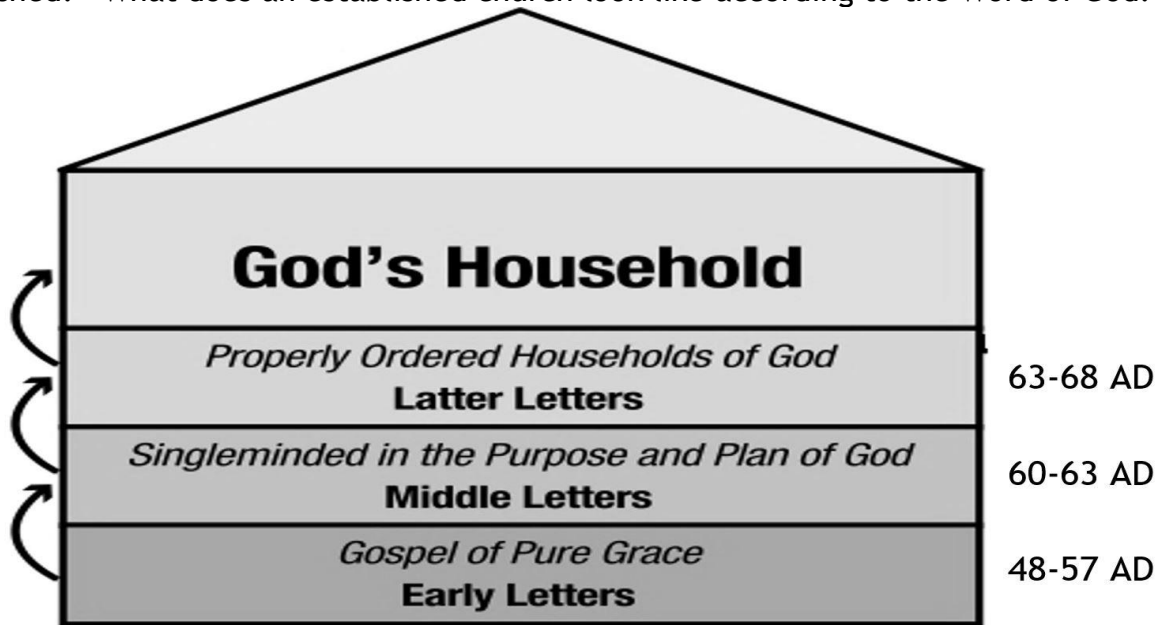 What does an established church look like according to the Word of God.
God's Household
Properly Ordered Households of God
Latter Letters
63-68 AD
Singleminded in the Purpose and Plan of God
Middle Letters
60-63 AD
Gospel of Pure Grace
Early Letters
48-57 AD